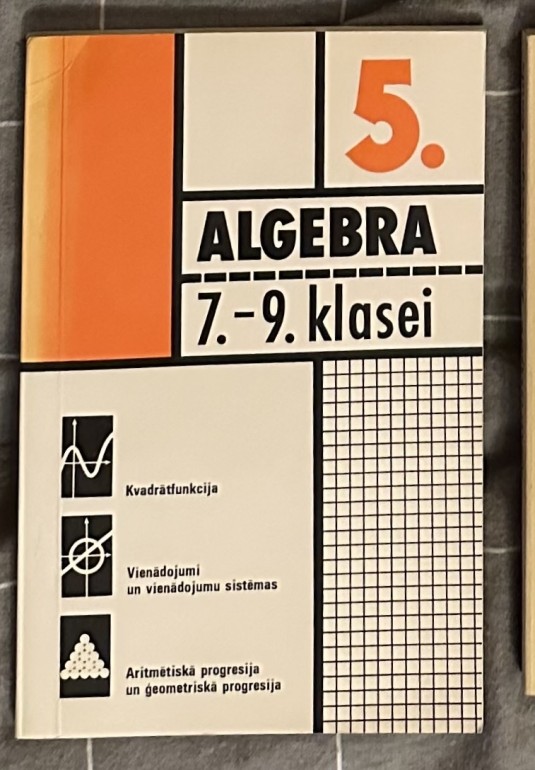 5.
ALGEBRA
7.–9. klasei
Kvadrātfunkcija
Vienādojumi
un vienādojumu sistēmas
Aritmētiskā progresija
un ģeometriskā progresija